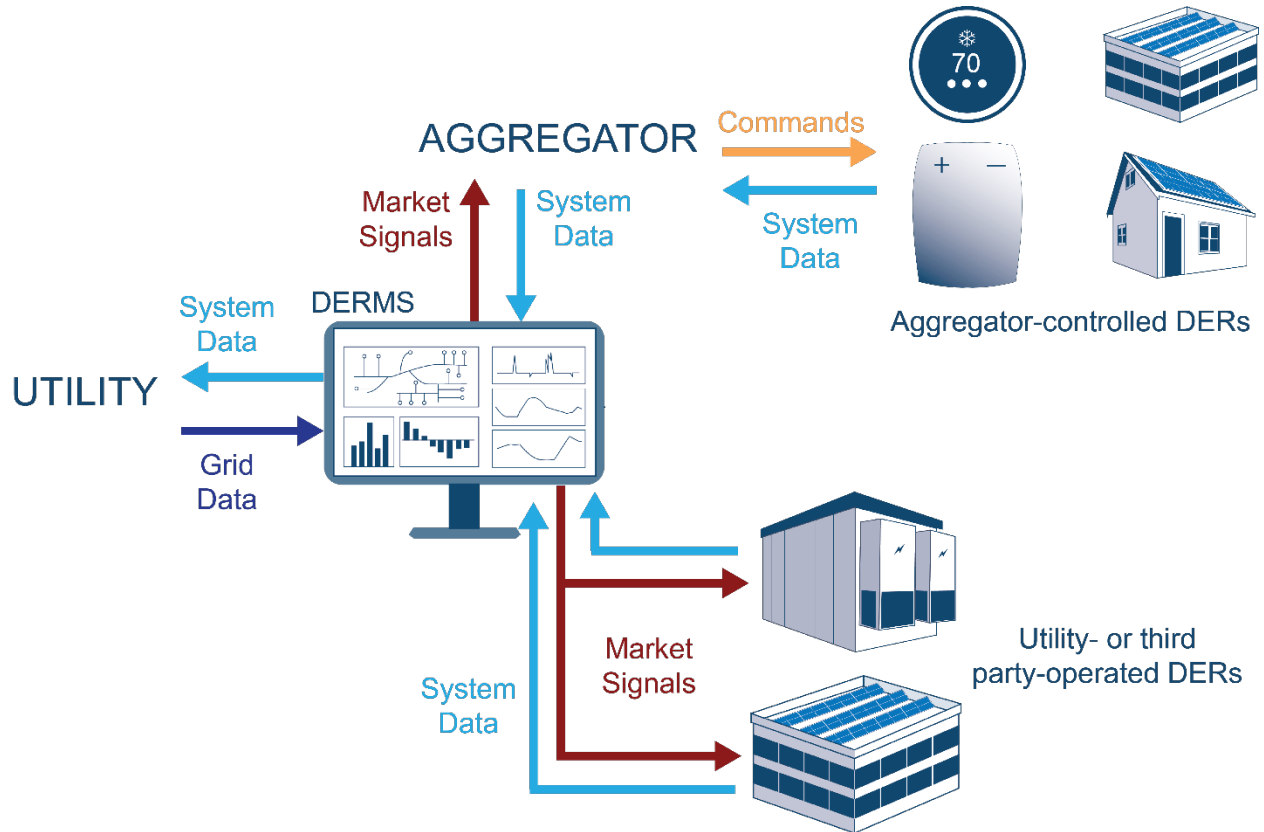 70
AGGREGATOR
Commands
+ −
Market
Signals
System
Data
System
Data
DERMS
Aggregator-controlled DERs
System
Data
UTILITY
Grid
Data
Utility- or third
party-operated DERs
Market
Signals
System
Data